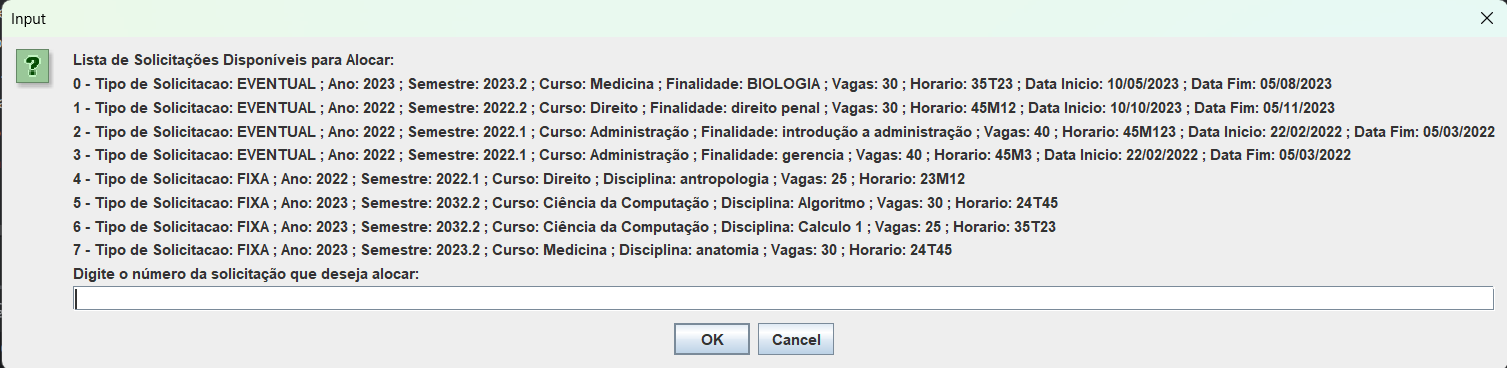 Input
Lista de Solicitações Disponíveis para Alocar:
0 - Tipo de Solicitacao: EVENTUAL ; Ano: 2023 ; Semestre: 2023.2 ; Curso: Medicina ; Finalidade: BIOLOGIA ; Vagas: 30 ; Horario: 35T23 ; Data Inicio: 10/05/2023 ; Data Fim: 05/08/2023
1 - Tipo de Solicitacao: EVENTUAL ; Ano: 2022 ; Semestre: 2022.2 ; Curso: Direito ; Finalidade: direito penal ; Vagas: 30 ; Horario: 45M12 ; Data Inicio: 10/10/2023 ; Data Fim: 05/11/2023
2 - Tipo de Solicitacao: EVENTUAL ; Ano: 2022 ; Semestre: 2022.1 ; Curso: Administração ; Finalidade: introdução a administração ; Vagas: 40 ; Horario: 45M123 ; Data Inicio: 22/02/2022 ; Data Fim: 05/03/2022
3 - Tipo de Solicitacao: EVENTUAL ; Ano: 2022 ; Semestre: 2022.1 ; Curso: Administração ; Finalidade: gerencia ; Vagas: 40 ; Horario: 45M3 ; Data Inicio: 22/02/2022 ; Data Fim: 05/03/2022
4 - Tipo de Solicitacao: FIXA ; Ano: 2022 ; Semestre: 2022.1 ; Curso: Direito ; Disciplina: antropologia ; Vagas: 25 ; Horario: 23M12
5 - Tipo de Solicitacao: FIXA ; Ano: 2023 ; Semestre: 2032.2 ; Curso: Ciência da Computação ; Disciplina: Algoritmo ; Vagas: 30 ; Horario: 24T45
6 - Tipo de Solicitacao: FIXA ; Ano: 2023 ; Semestre: 2032.2 ; Curso: Ciência da Computação ; Disciplina: Calculo 1 ; Vagas: 25 ; Horario: 35T23
7 - Tipo de Solicitacao: FIXA ; Ano: 2023 ; Semestre: 2023.2 ; Curso: Medicina ; Disciplina: anatomia ; Vagas: 30 ; Horario: 24T45
Digite o número da solicitação que deseja alocar:
OK Cancel